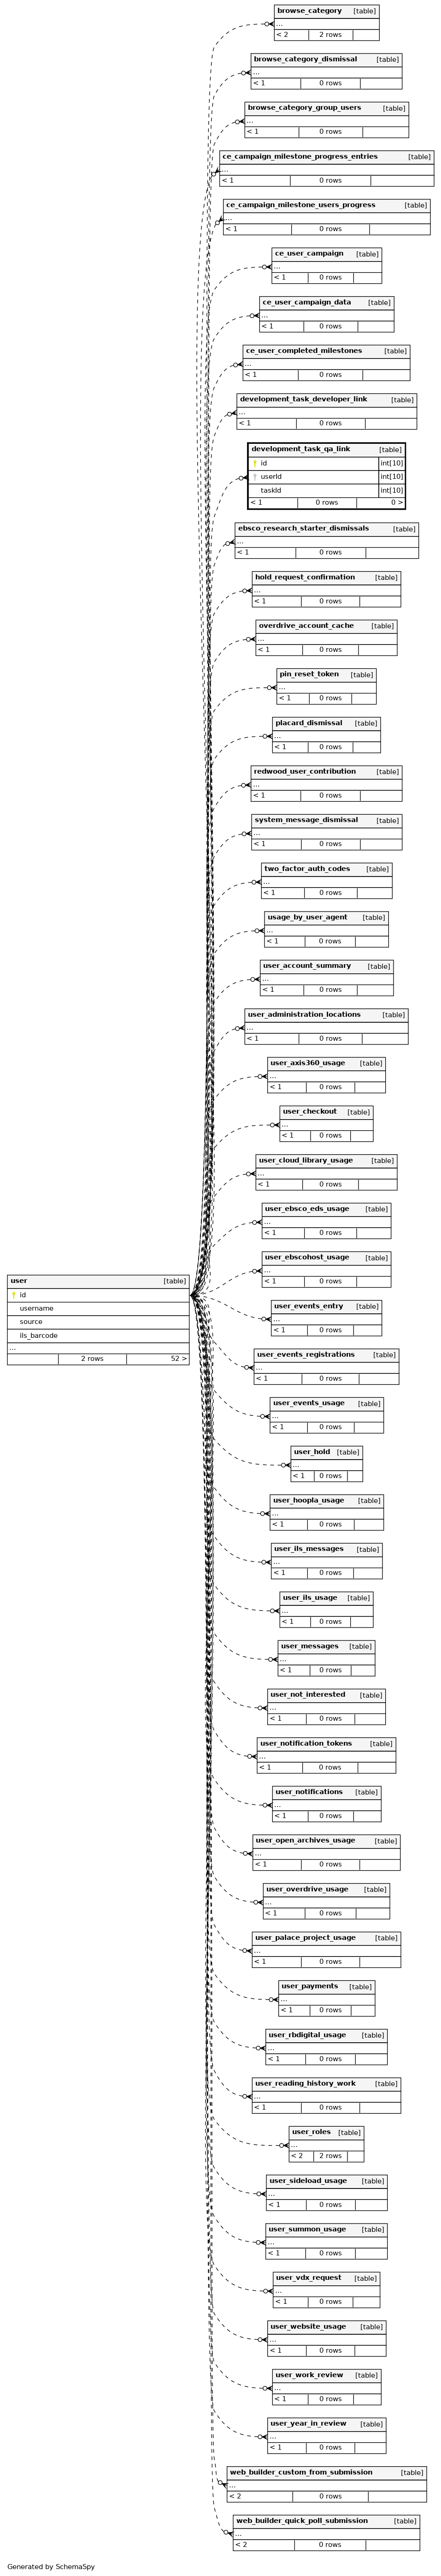 browse_category [table]
...
< 2 2 rows
browse_category_dismissal [table]
...
< 1 0 rows
browse_category_group_users [table]
...
< 1 0 rows
ce_campaign_milestone_progress_entries [table]
...
< 1 0 rows
ce_campaign_milestone_users_progress [table]
...
< 1 0 rows
ce_user_campaign [table]
...
< 1 0 rows
ce_user_campaign_data [table]
...
< 1 0 rows
ce_user_completed_milestones [table]
...
< 1 0 rows
development_task_developer_link [table]
...
< 1 0 rows
development_task_qa_link [table]
id int[10]
userId int[10]
taskId int[10]
< 1 0 rows 0 >
ebsco_research_starter_dismissals [table]
...
< 1 0 rows
hold_request_confirmation [table]
...
< 1 0 rows
overdrive_account_cache [table]
...
< 1 0 rows
pin_reset_token [table]
...
< 1 0 rows
placard_dismissal [table]
...
< 1 0 rows
redwood_user_contribution [table]
...
< 1 0 rows
system_message_dismissal [table]
...
< 1 0 rows
two_factor_auth_codes [table]
...
< 1 0 rows
usage_by_user_agent [table]
...
< 1 0 rows
user_account_summary [table]
...
< 1 0 rows
user_administration_locations [table]
...
< 1 0 rows
user_axis360_usage [table]
...
< 1 0 rows
user_checkout [table]
...
< 1 0 rows
user_cloud_library_usage [table]
...
< 1 0 rows
user_ebsco_eds_usage [table]
...
< 1 0 rows
user_ebscohost_usage [table]
...
< 1 0 rows
user [table]
id
username
source
ils_barcode
...
2 rows 52 >
user_events_entry [table]
...
< 1 0 rows
user_events_registrations [table]
...
< 1 0 rows
user_events_usage [table]
...
< 1 0 rows
user_hold [table]
...
< 1 0 rows
user_hoopla_usage [table]
...
< 1 0 rows
user_ils_messages [table]
...
< 1 0 rows
user_ils_usage [table]
...
< 1 0 rows
user_messages [table]
...
< 1 0 rows
user_not_interested [table]
...
< 1 0 rows
user_notification_tokens [table]
...
< 1 0 rows
user_notifications [table]
...
< 1 0 rows
user_open_archives_usage [table]
...
< 1 0 rows
user_overdrive_usage [table]
...
< 1 0 rows
user_palace_project_usage [table]
...
< 1 0 rows
user_payments [table]
...
< 1 0 rows
user_rbdigital_usage [table]
...
< 1 0 rows
user_reading_history_work [table]
...
< 1 0 rows
user_roles [table]
...
< 2 2 rows
user_sideload_usage [table]
...
< 1 0 rows
user_summon_usage [table]
...
< 1 0 rows
user_vdx_request [table]
...
< 1 0 rows
user_website_usage [table]
...
< 1 0 rows
user_work_review [table]
...
< 1 0 rows
user_year_in_review [table]
...
< 1 0 rows
web_builder_custom_from_submission [table]
...
< 2 0 rows
web_builder_quick_poll_submission [table]
...
< 2 0 rows
Generated by SchemaSpy